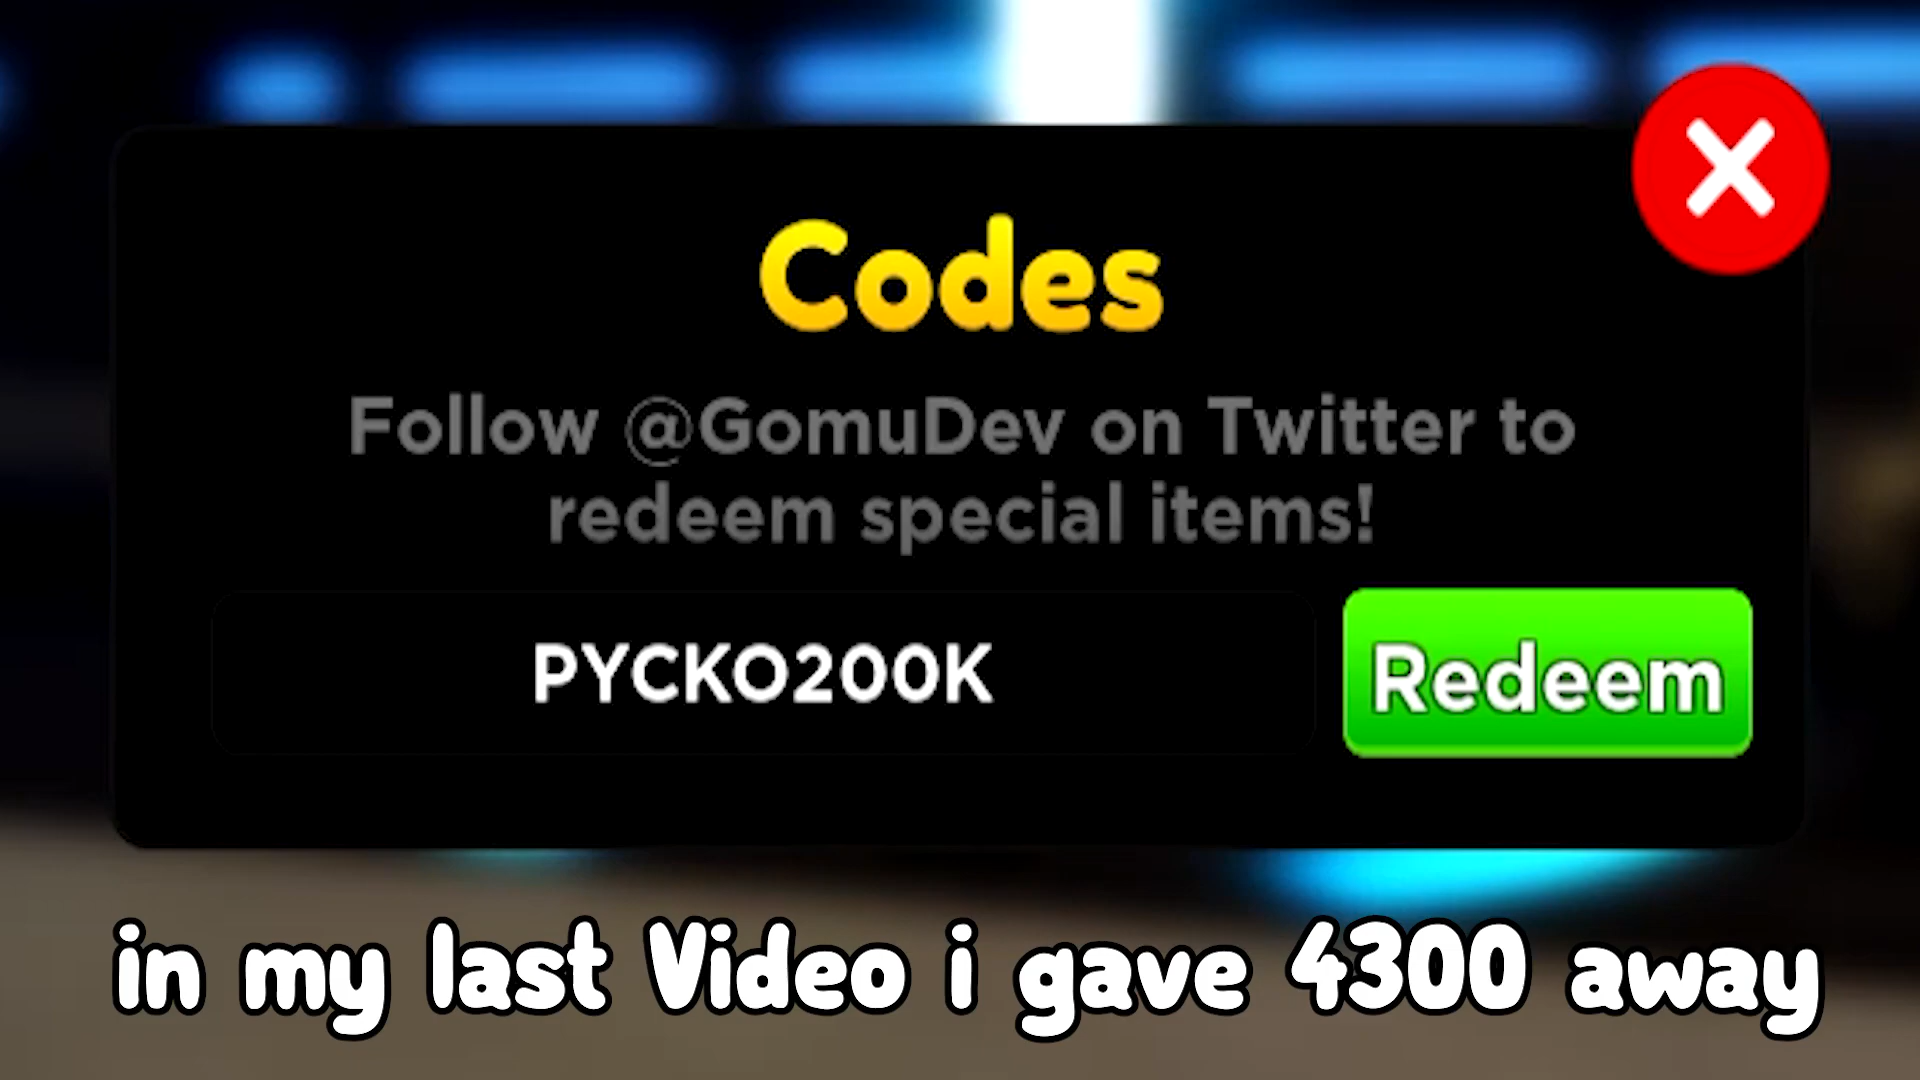 Codes
Follow @GomuDev on Twitter to
redeem special items!
PYCKO200K
Redeem
in my last Video i gave 4300 away